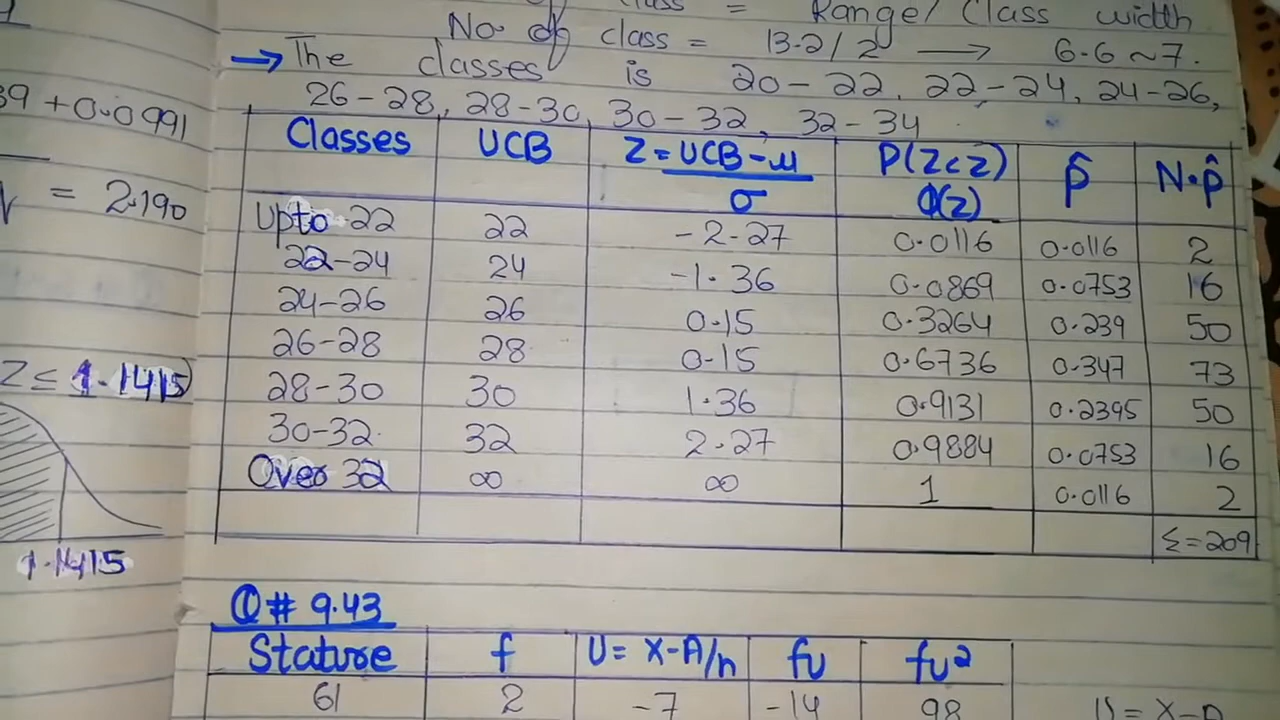 class = Range/Class width
No. of class = 13.2/2 → 6.6~7.
→ The classes is 20-22, 22-24, 24-26,
26-28, 28-30, 30-32, 32-34
39 + 0.0991
= 2.190
Z ≤ 1.1415
1.1415
Classes UCB Z = UCB-μ/σ P(Z<z) Φ(z) p̂ N.p̂
Upto 22 22 -2.27 0.0116 0.0116 2
22-24 24 -1.36 0.0869 0.0753 16
24-26 26 0.15 0.3264 0.239 50
26-28 28 0.15 0.6736 0.347 73
28-30 30 1.36 0.9131 0.2395 50
30-32 32 2.27 0.9884 0.0753 16
Over 32 ∞ ∞ 1 0.0116 2
Σ=209
Q# 9.43
Stature f U= X-A/h fu fu²
61 2 -7 -14 98